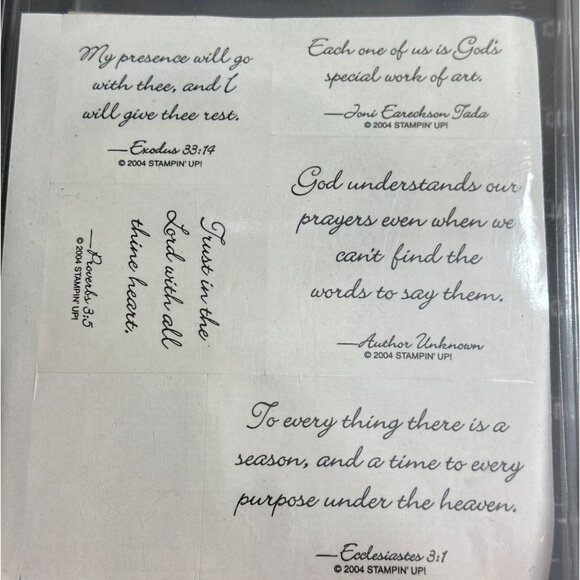 My presence will go
with thee, and I
will give thee rest.
—Exodus 33:14
© 2004 STAMPIN' UP!
Each one of us is God's
special work of art.
—Joni Eareckson Tada
© 2004 STAMPIN' UP!
God understands our
prayers even when we
can't find the
words to say them.
—Author Unknown
© 2004 STAMPIN' UP!
Trust in the
Lord with all
thine heart.
—Proverbs 3:5
© 2004 STAMPIN' UP!
To every thing there is a
season, and a time to every
purpose under the heaven.
—Ecclesiastes 3:1
© 2004 STAMPIN' UP!